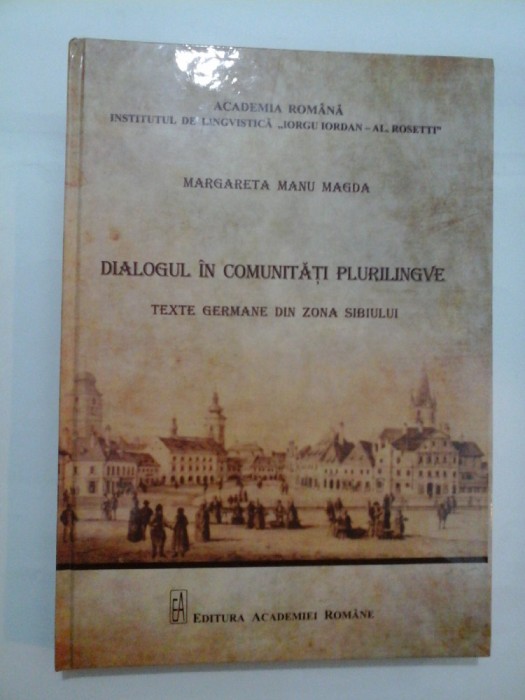 ACADEMIA ROMÂNĂ
INSTITUTUL DE LINGVISTICĂ „IORGU IORDAN – AL. ROSETTI"
MARGARETA MANU MAGDA
DIALOGUL ÎN COMUNITĂȚI PLURILINGVE
TEXTE GERMANE DIN ZONA SIBIULUI
EA EDITURA ACADEMIEI ROMÂNE